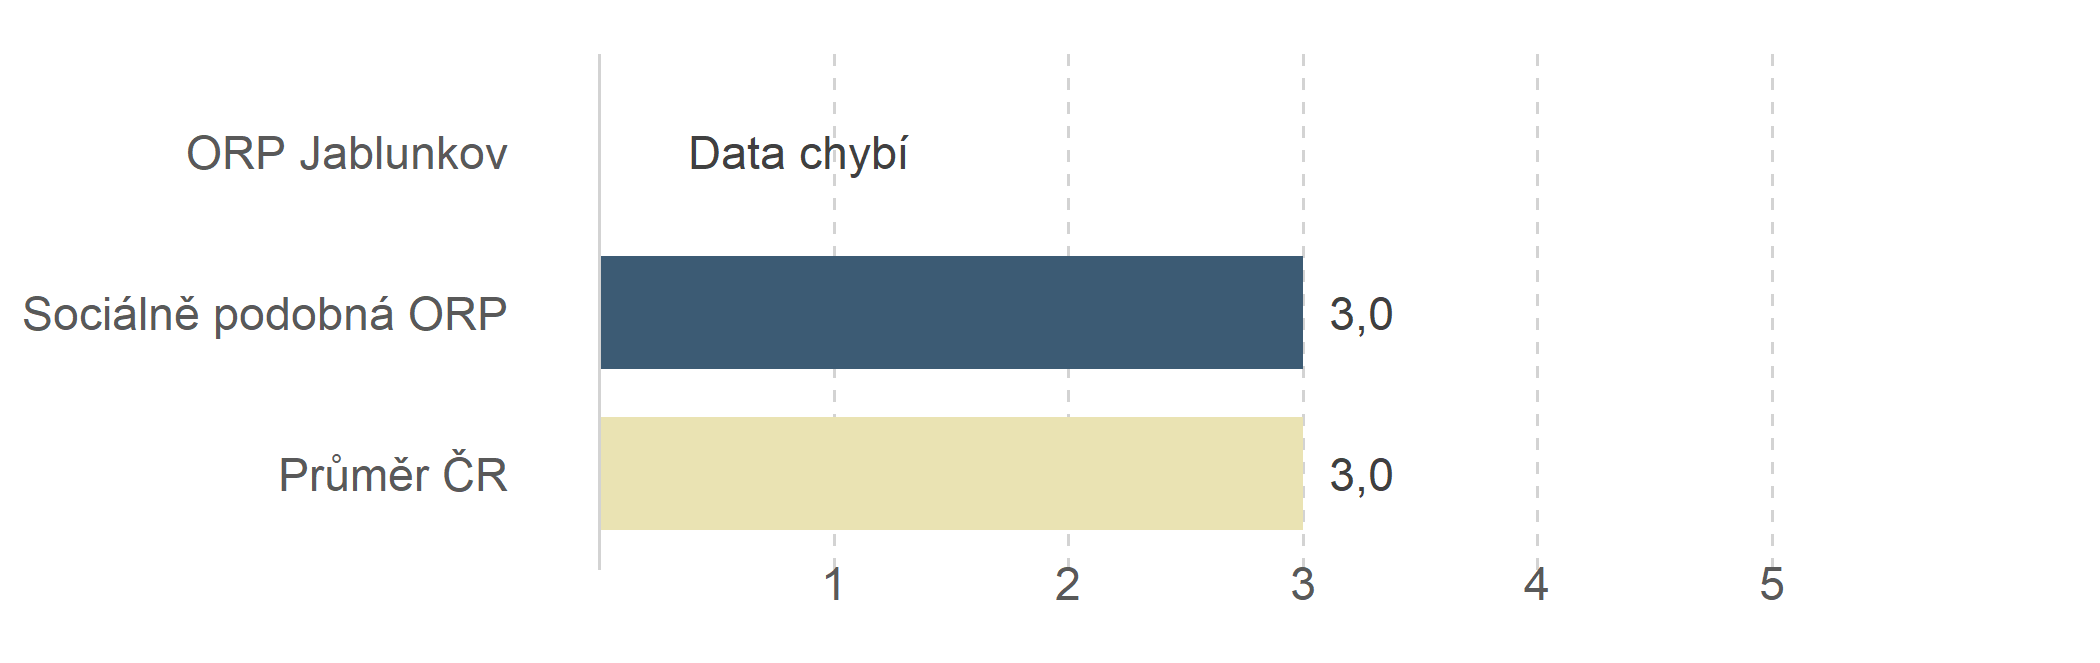 ORP Jablunkov Data chybí
Sociálně podobná ORP 3,0
Průměr ČR 3,0
1 2 3 4 5